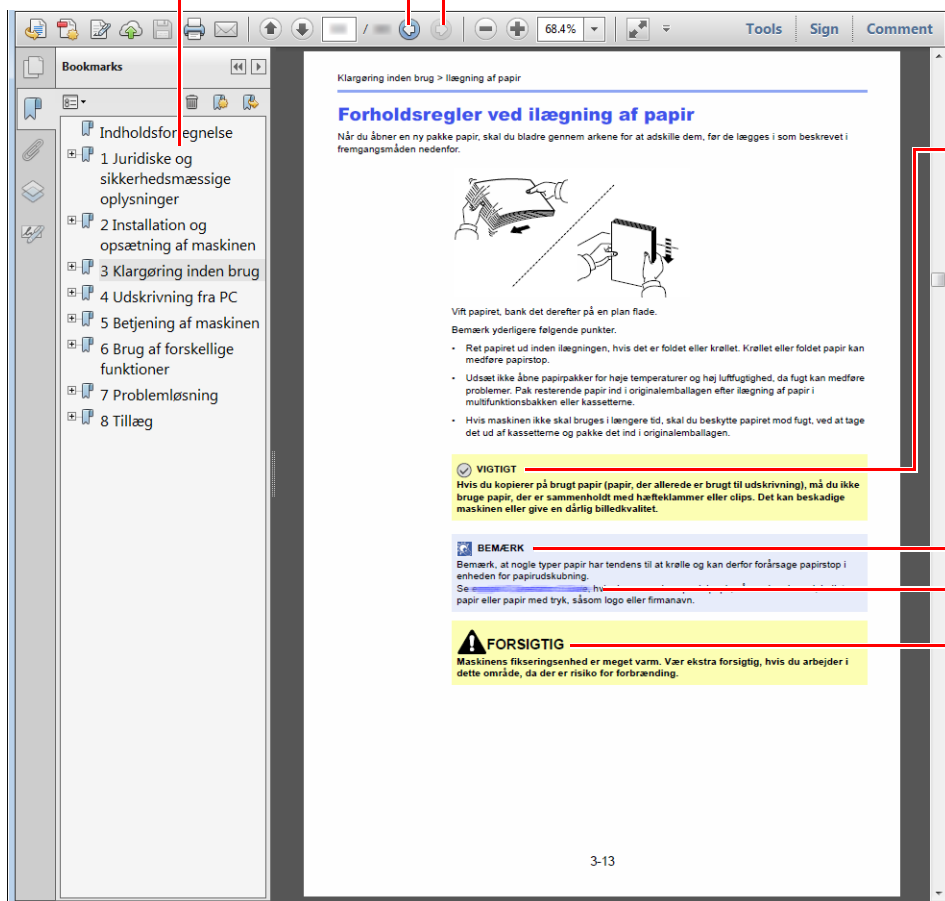 68.4%
Tools
Sign
Comment
Bookmarks
Indholdsfortegnelse
1 Juridiske og
sikkerhedsmæssige
oplysninger
2 Installation og
opsætning af maskinen
3 Klargøring inden brug
4 Udskrivning fra PC
5 Betjening af maskinen
6 Brug af forskellige
funktioner
7 Problemløsning
8 Tillæg
Klargøring inden brug > Ilægning af papir
Forholdsregler ved ilægning af papir
Når du åbner en ny pakke papir, skal du bladre gennem arkene for at adskille dem, før de lægges i som beskrevet i
fremgangsmåden nedenfor.
Vift papiret, bank det derefter på en plan flade.
Bemærk yderligere følgende punkter.
• Ret papiret ud inden ilægningen, hvis det er foldet eller krøllet. Krøllet eller foldet papir kan
medføre papirstop.
• Udsæt ikke åbne papirpakker for høje temperaturer og høj luftfugtighed, da fugt kan medføre
problemer. Pak resterende papir ind i originalemballagen efter ilægning af papir i
multifunktionsbakken eller kassetterne.
• Hvis maskinen ikke skal bruges i længere tid, skal du beskytte papiret mod fugt, ved at tage
det ud af kassetterne og pakke det ind i originalemballagen.
VIGTIGT
Hvis du kopierer på brugt papir (papir, der allerede er brugt til udskrivning), må du ikke
bruge papir, der er sammenholdt med hæfteklammer eller clips. Det kan beskadige
maskinen eller give en dårlig billedkvalitet.
BEMÆRK
Bemærk, at nogle typer papir har tendens til at krølle og kan derfor forårsage papirstop i
enheden for papirudskubning.
Se
papir eller papir med tryk, såsom logo eller firmanavn.
FORSIGTIG
Maskinens fikseringsenhed er meget varm. Vær ekstra forsigtig, hvis du arbejder i
dette område, da der er risiko for forbrænding.
3-13